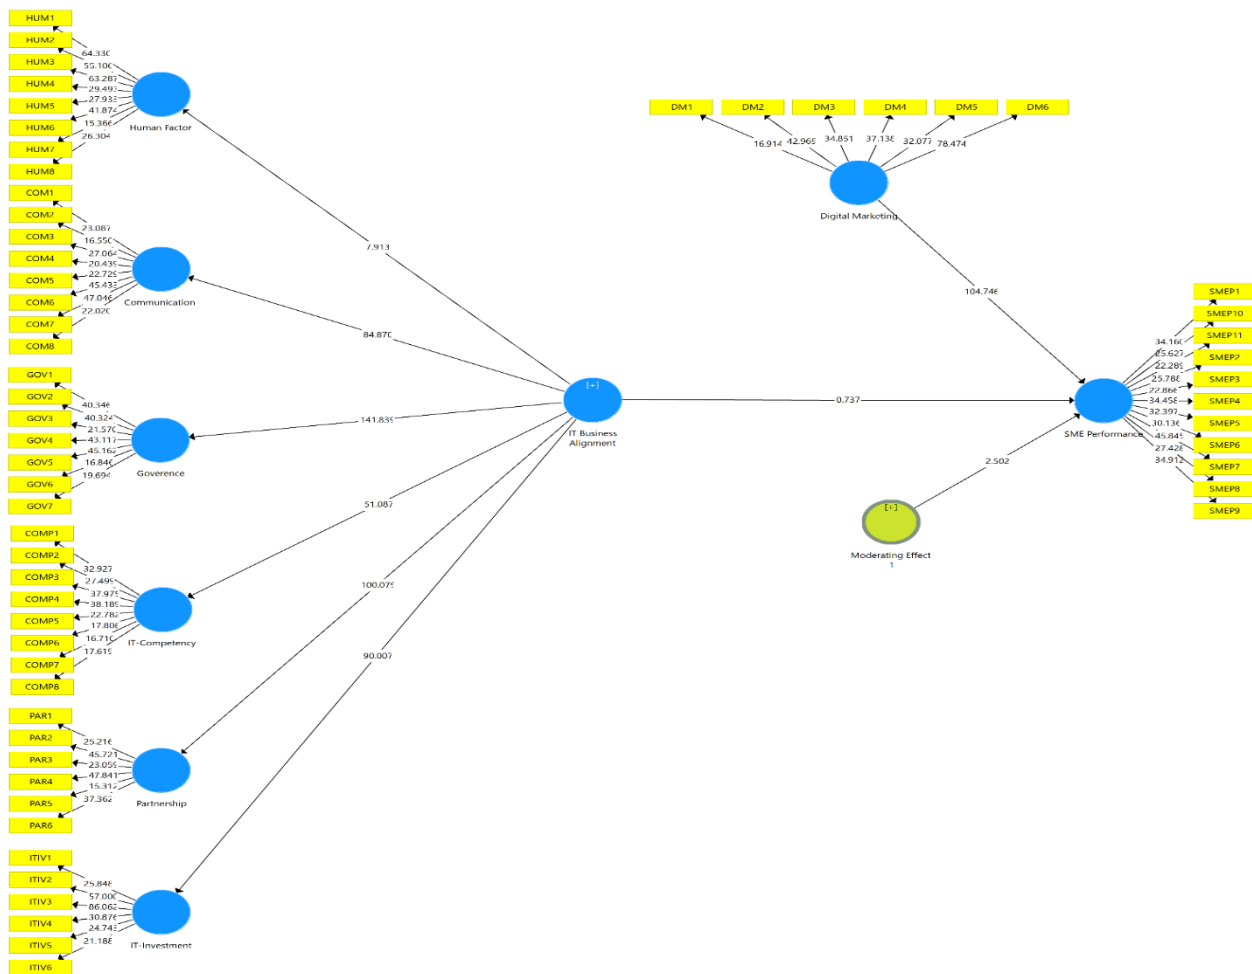 HUM1
HUM2
HUM3
HUM4
HUM5
HUM6
HUM7
HUM8
64.330
55.106
63.287
29.493
27.933
41.874
15.366
26.304
Human Factor
COM1
COM2
COM3
COM4
COM5
COM6
COM7
COM8
23.087
16.550
27.064
20.439
22.729
45.433
47.046
22.020
Communication
GOV1
GOV2
GOV3
GOV4
GOV5
GOV6
GOV7
40.346
40.324
21.570
43.117
45.162
16.846
19.694
Goverence
COMP1
COMP2
COMP3
COMP4
COMP5
COMP6
COMP7
COMP8
32.927
27.499
37.975
38.189
22.782
17.806
16.710
17.619
IT-Competency
PAR1
PAR2
PAR3
PAR4
PAR5
PAR6
25.216
45.721
23.059
47.841
15.312
37.362
Partnership
ITIV1
ITIV2
ITIV3
ITIV4
ITIV5
ITIV6
25.848
57.000
86.062
30.876
24.743
21.188
IT-Investment
7.913
84.870
141.839
51.087
100.079
90.007
[+]
IT Business
Alignment
0.737
DM1
DM2
DM3
DM4
DM5
DM6
16.914
42.969
34.851
37.138
32.077
78.474
Digital Marketing
104.746
[+]
Moderating Effect
1
2.502
SME Performance
34.160
25.627
22.289
25.788
22.866
34.458
32.397
30.136
45.845
27.428
34.912
SMEP1
SMEP10
SMEP11
SMEP2
SMEP3
SMEP4
SMEP5
SMEP6
SMEP7
SMEP8
SMEP9